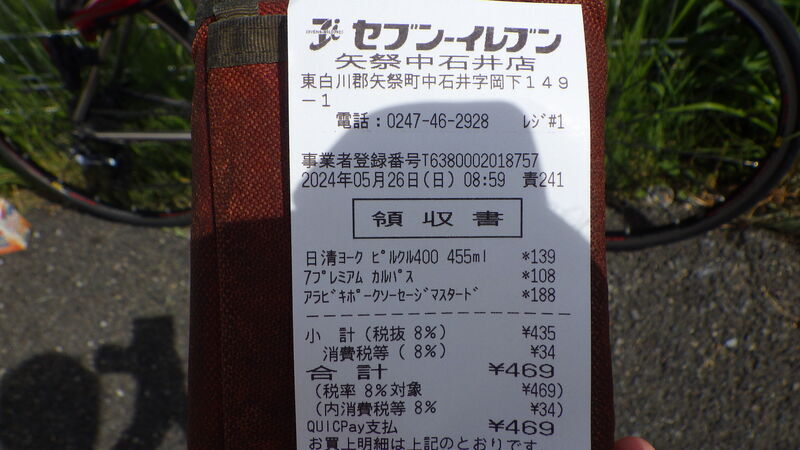 セブン-イレブン
矢祭中石井店
東白川郡矢祭町中石井字岡下149
-1
電話:0247-46-2928 レジ#1
事業者登録番号T6380002018757
2024年05月26日(日) 08:59 責241
領収書
日清ヨーク ピルクル400 455ml *139
7プレミアム カルパス *108
アラビキポークソーセージマスタード *188
小 計(税抜 8%) ¥435
消費税等( 8%) ¥34
合 計 ¥469
(税率 8%対象 ¥469)
(内消費税等 8% ¥34)
QUICPay支払 ¥469
お買上明細は上記のとおりです